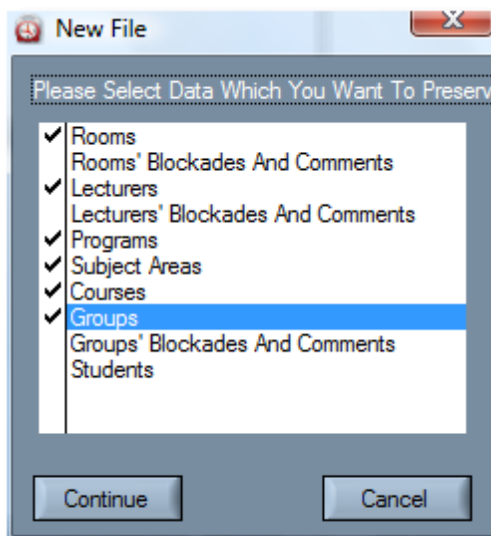 New File
Please Select Data Which You Want To Preserv
Rooms
Rooms' Blockades And Comments
Lecturers
Lecturers' Blockades And Comments
Programs
Subject Areas
Courses
Groups
Groups' Blockades And Comments
Students
Continue Cancel